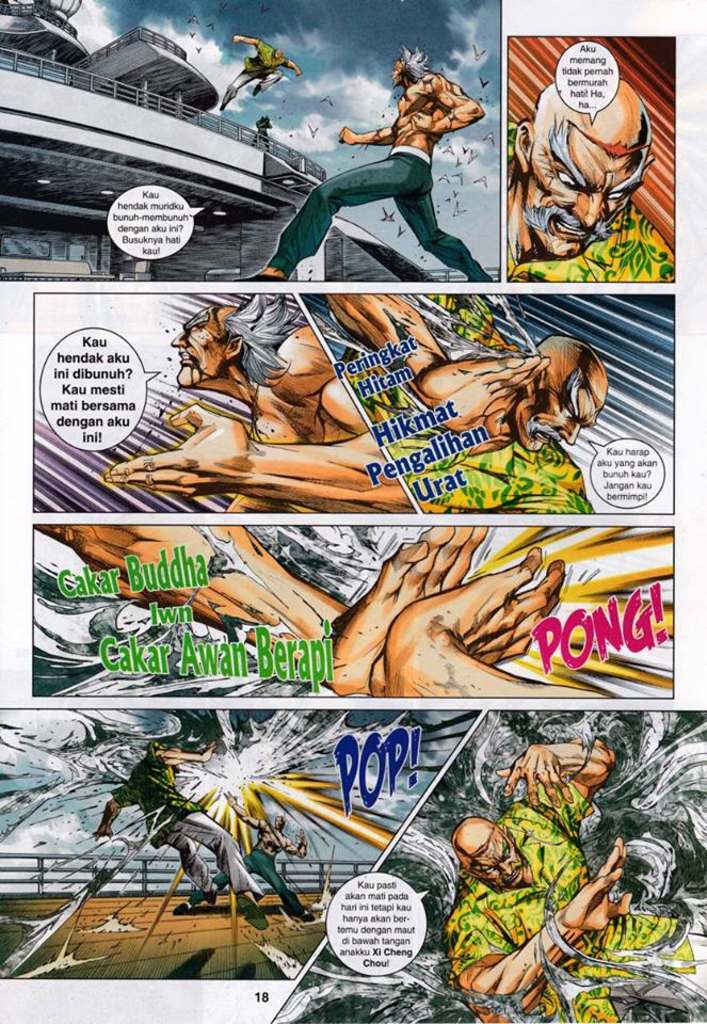 Kau
hendak muridku
bunuh-membunuh
dengan aku ini?
Busuknya hati
kau!
Aku
memang
tidak pernah
bermurah
hati! Ha,
ha...
Kau
hendak aku
ini dibunuh?
Kau mesti
mati bersama
dengan aku
ini!
Peringkat
Hitam
Hikmat
Pengalihan
Urat
Kau harap
aku yang akan
bunuh kau?
Jangan kau
bermimpi!
Cakar Buddha
lwn
Cakar Awan Berapi
PONG!
POP!
Kau pasti
akan mati pada
hari ini tetapi kau
hanya akan ber-
temu dengan maut
di bawah tangan
anakku Xi Cheng
Chou!
18